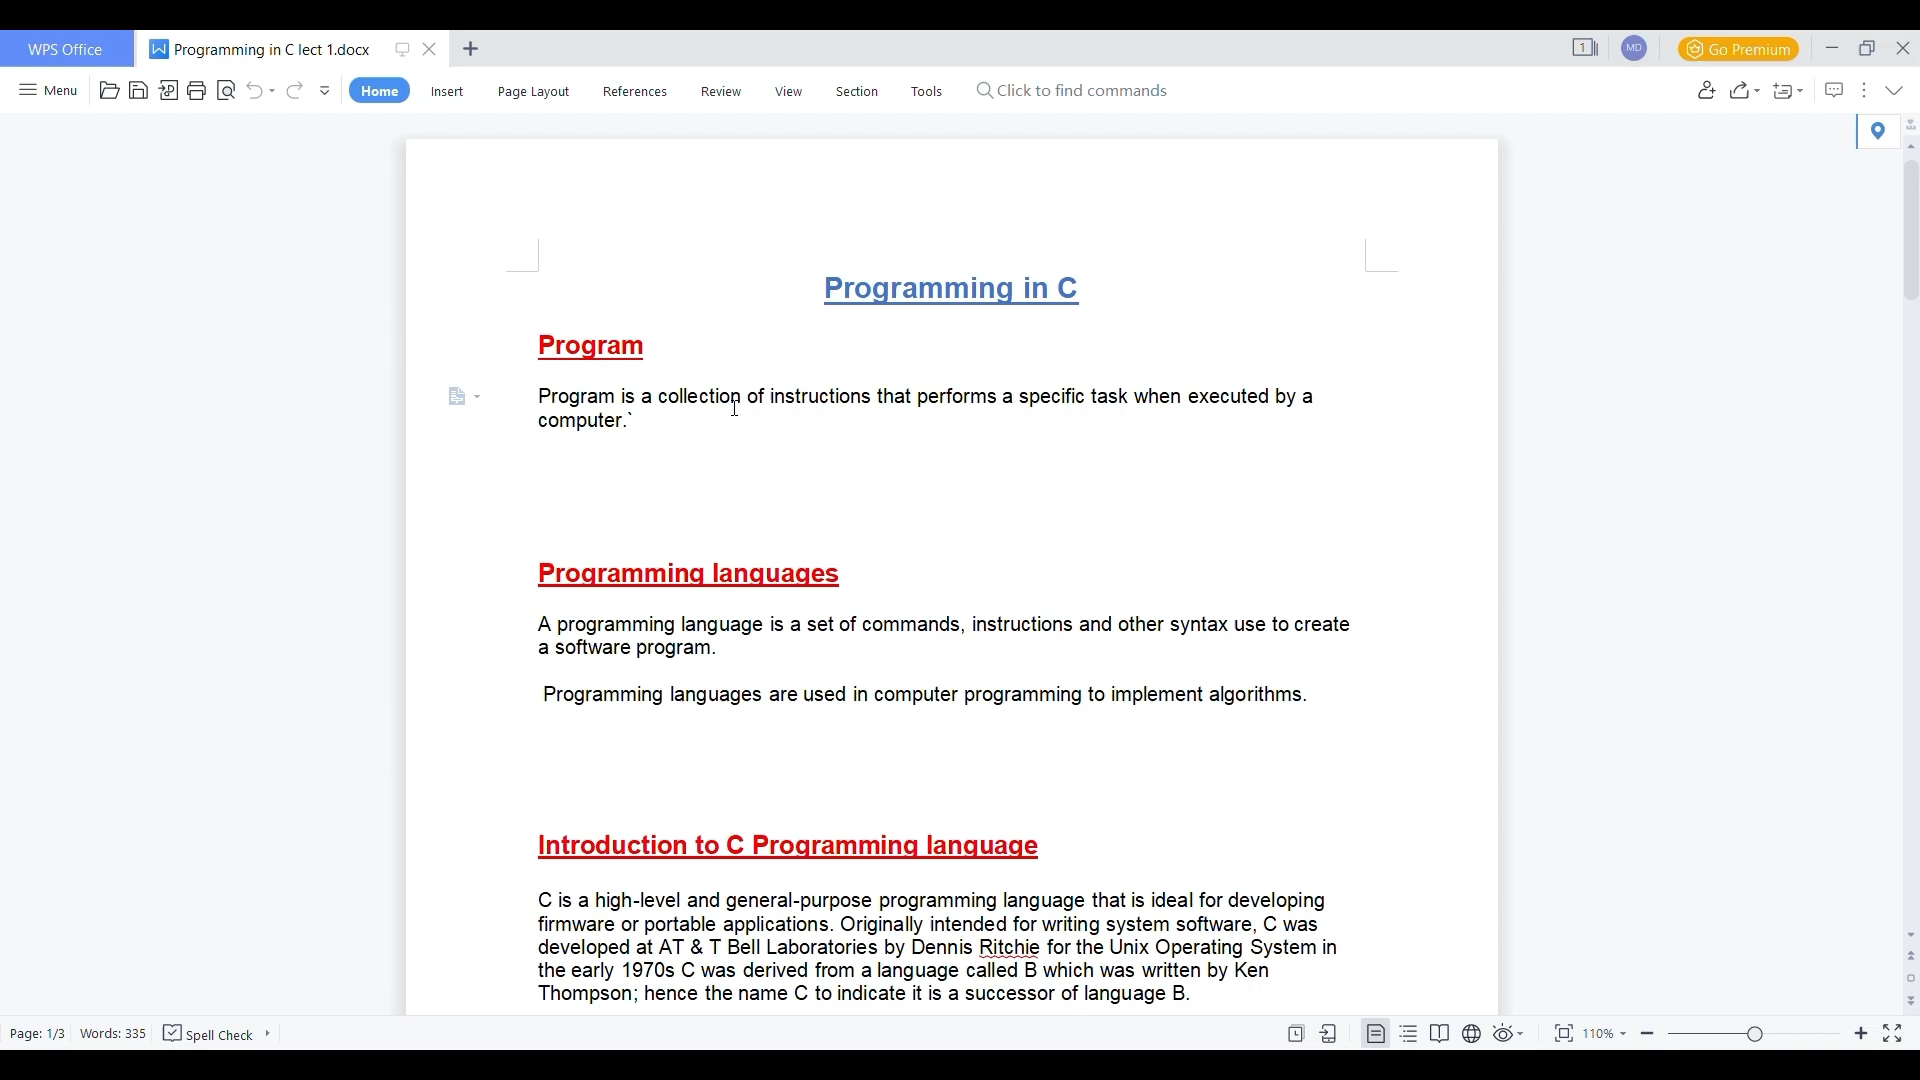 WPS Office
Programming in C lect 1.docx
1
MD
Go Premium
Menu
Home
Insert
Page Layout
References
Review
View
Section
Tools
Click to find commands
Programming in C
Program
Program is a collection of instructions that performs a specific task when executed by a
computer.`
Programming languages
A programming language is a set of commands, instructions and other syntax use to create
a software program.
Programming languages are used in computer programming to implement algorithms.
Introduction to C Programming language
C is a high-level and general-purpose programming language that is ideal for developing
firmware or portable applications. Originally intended for writing system software, C was
developed at AT & T Bell Laboratories by Dennis Ritchie for the Unix Operating System in
the early 1970s C was derived from a language called B which was written by Ken
Thompson; hence the name C to indicate it is a successor of language B.
Page: 1/3
Words: 335
Spell Check
110%